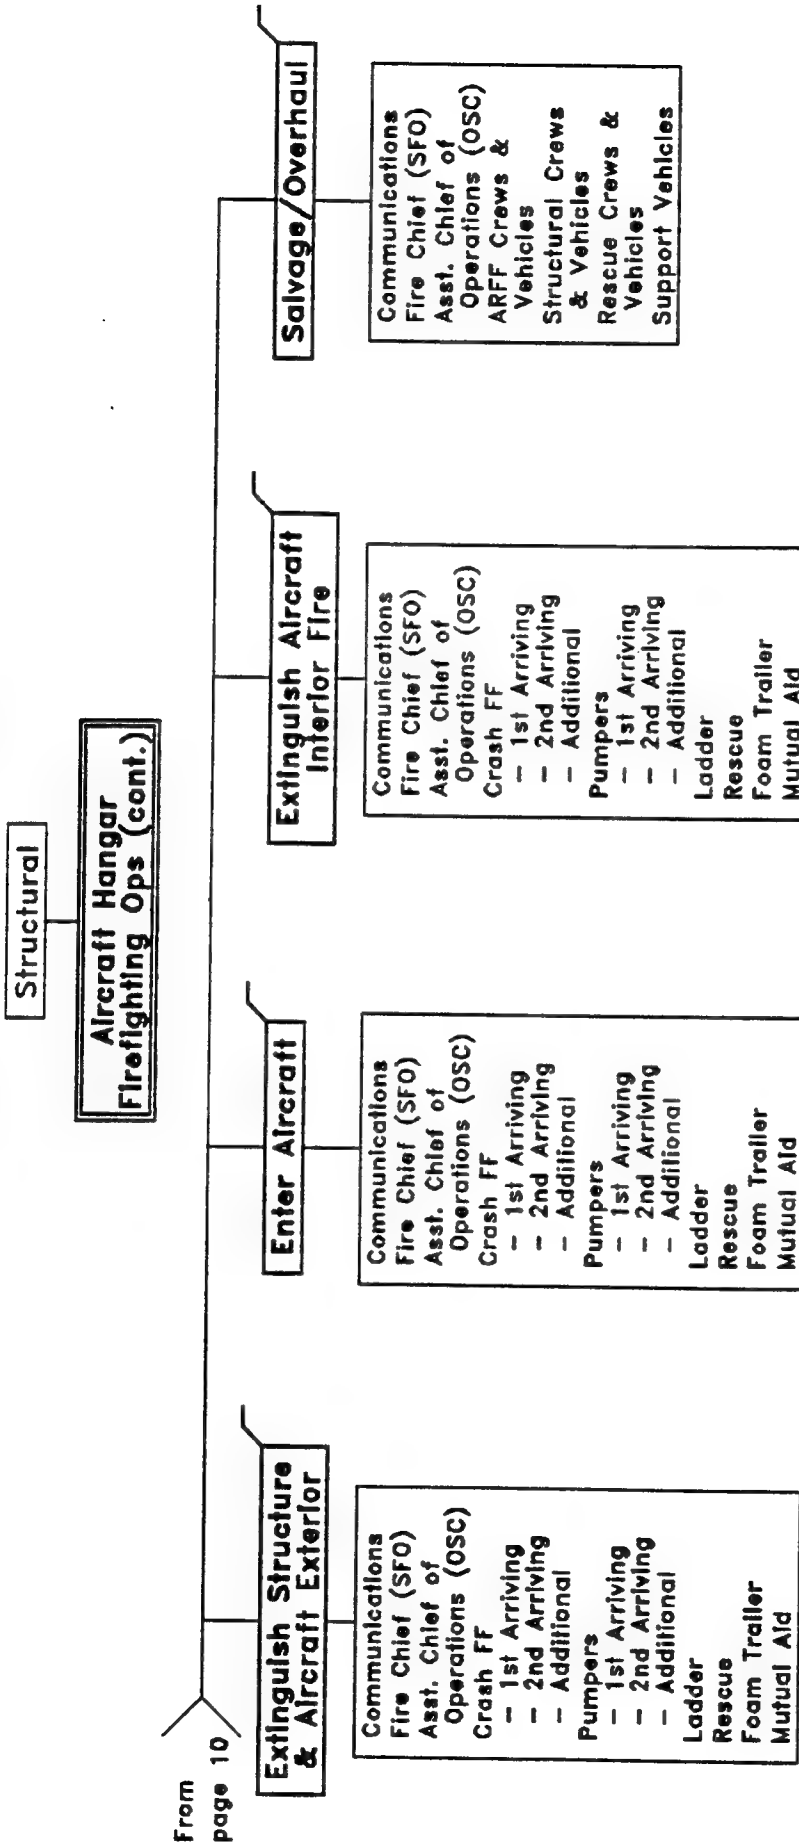 Structural
Aircraft Hangar
Firefighting Ops (cont.)
From
page 10
Extinguish Structure
& Aircraft Exterior
Communications
Fire Chief (SFO)
Asst. Chief of
Operations (OSC)
Crash FF
– 1st Arriving
– 2nd Arriving
– Additional
Pumpers
– 1st Arriving
– 2nd Arriving
– Additional
Ladder
Rescue
Foam Trailer
Mutual Aid
Enter Aircraft
Communications
Fire Chief (SFO)
Asst. Chief of
Operations (OSC)
Crash FF
– 1st Arriving
– 2nd Arriving
– Additional
Pumpers
– 1st Arriving
– 2nd Arriving
– Additional
Ladder
Rescue
Foam Trailer
Mutual Aid
Extinguish Aircraft
Interior Fire
Communications
Fire Chief (SFO)
Asst. Chief of
Operations (OSC)
Crash FF
– 1st Arriving
– 2nd Arriving
– Additional
Pumpers
– 1st Arriving
– 2nd Arriving
– Additional
Ladder
Rescue
Foam Trailer
Mutual Aid
Salvage/Overhaul
Communications
Fire Chief (SFO)
Asst. Chief of
Operations (OSC)
ARFF Crews &
Vehicles
Structural Crews
& Vehicles
Rescue Crews &
Vehicles
Support Vehicles